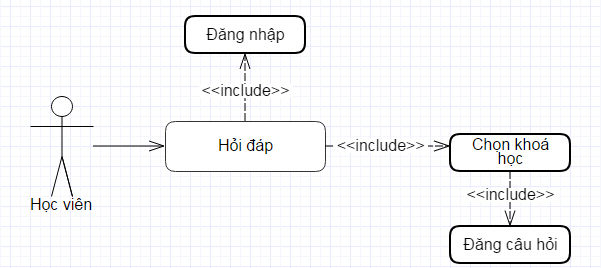 Đăng nhập
<<include>>
Hỏi đáp
<<include>>
Chọn khoá
học
Học viên
<<include>>
Đăng câu hỏi